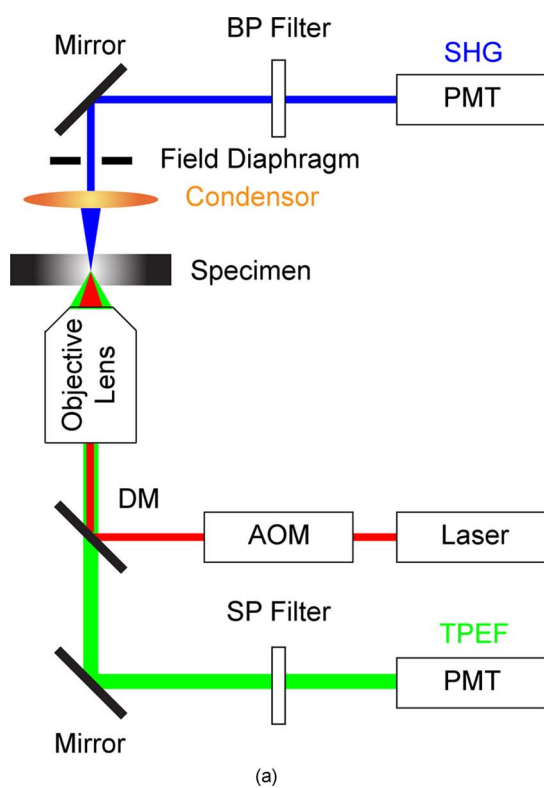 BP Filter
Mirror
SHG
PMT
Field Diaphragm
Condensor
Specimen
Objective
Lens
DM
AOM
Laser
SP Filter
TPEF
PMT
Mirror
(a)